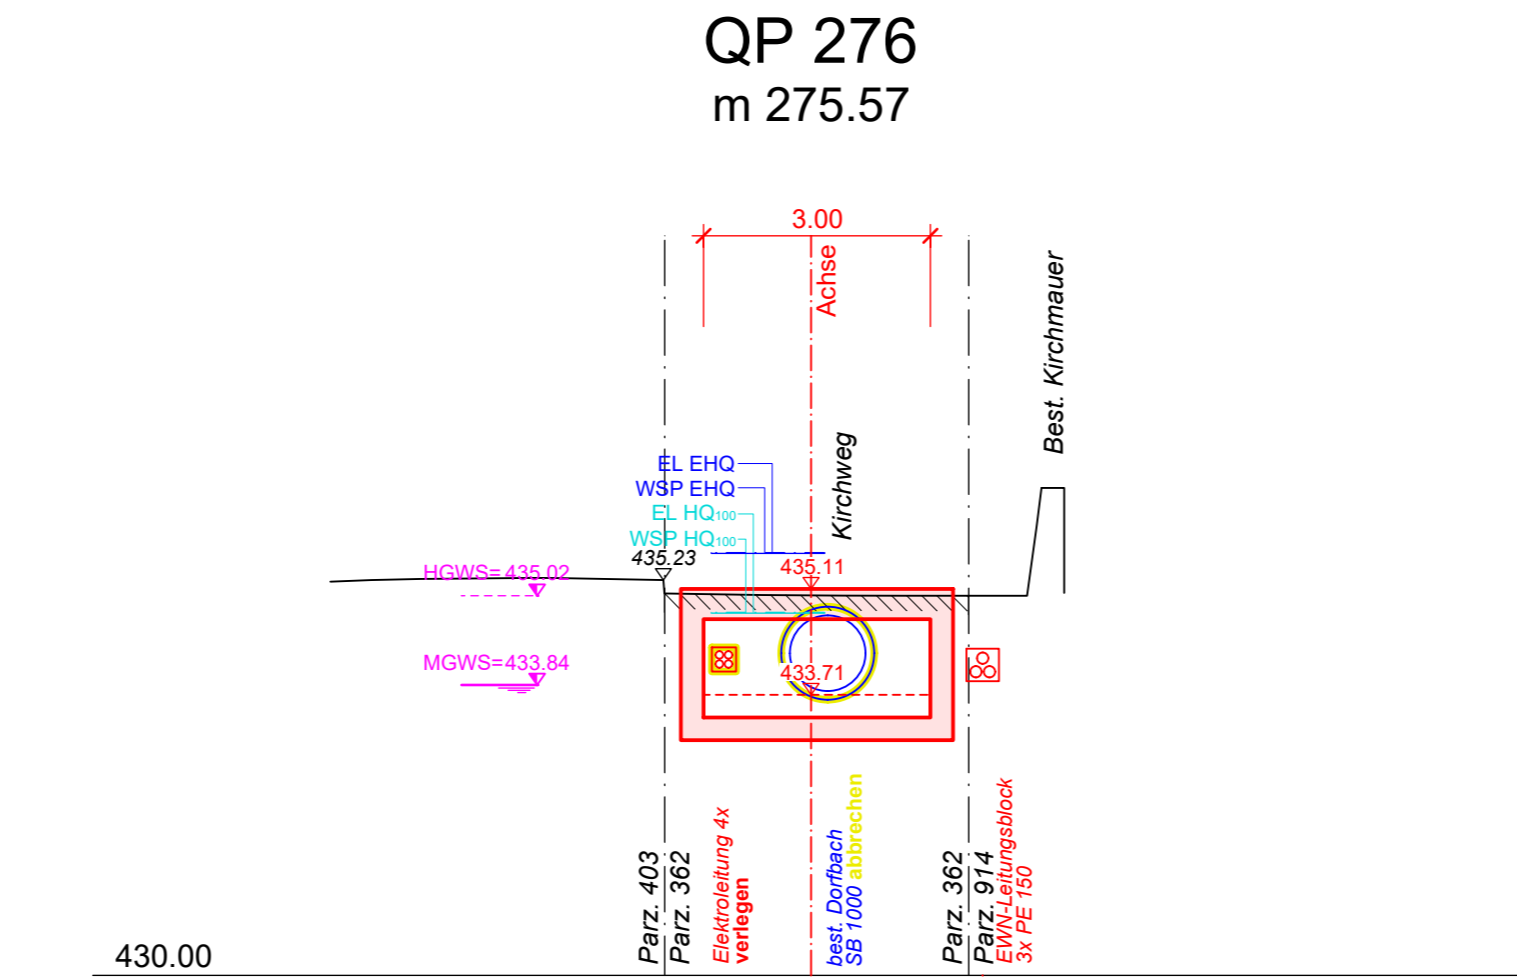 QP 276
m 275.57
3.00
Achse
Best. Kirchmauer
Kirchweg
EL EHQ
WSP EHQ
EL HQ100
WSP HQ100
435.23
435.11
HGWS=435.02
MGWS=433.84
433.71
Parz. 403
Parz. 362
Elektroleitung 4x
verlegen
best. Dorfbach
SB 1000 abbrechen
Parz. 362
Parz. 914
EWN-Leitungsblock
3x PE 150
430.00